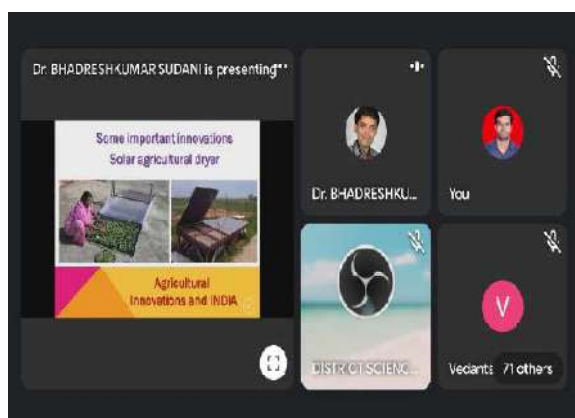 Dr. BHADRESHKUMAR SUDANI is presenting
Some important innovations
Solar agricultural dryer
Agricultural
Innovations and INDIA
Dr. BHADRESHKU...
You
DISTRICT SCIENC...
V
Vedants
71 others